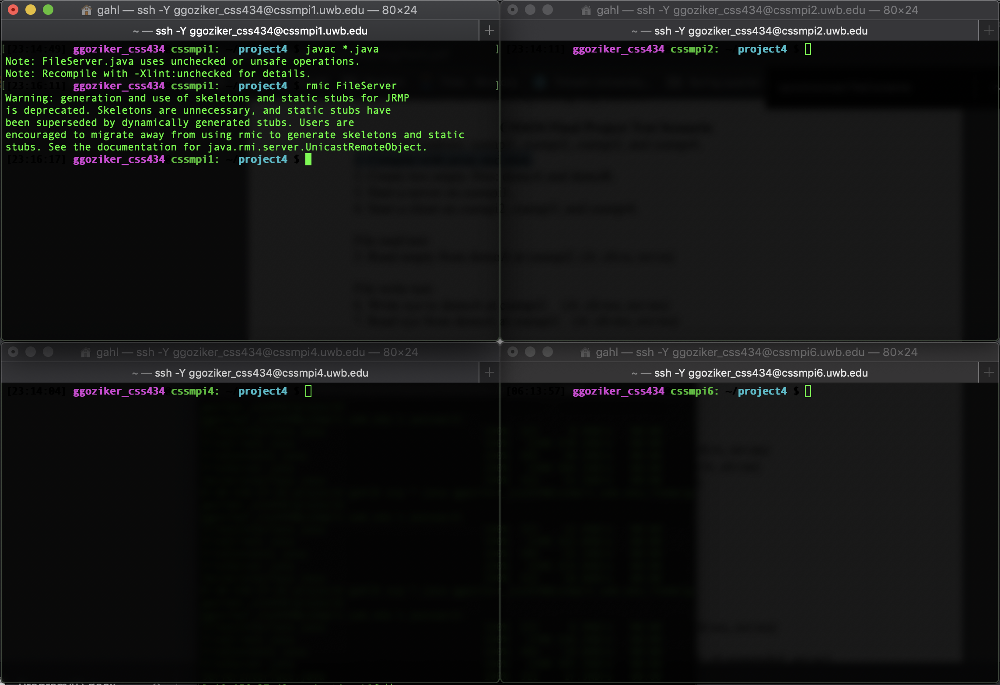 gahl — ssh -Y ggoziker_css434@cssmpi1.uwb.edu — 80×24
~ — ssh -Y ggoziker_css434@cssmpi1.uwb.edu
[23:14:49] ggoziker_css434@cssmpi1: ~/project4 $ javac *.java
Note: FileServer.java uses unchecked or unsafe operations.
Note: Recompile with -Xlint:unchecked for details.
[23:16:11] ggoziker_css434@cssmpi1: ~/project4 $ rmic FileServer
Warning: generation and use of skeletons and static stubs for JRMP
is deprecated. Skeletons are unnecessary, and static stubs have
been superseded by dynamically generated stubs. Users are
encouraged to migrate away from using rmic to generate skeletons and static
stubs. See the documentation for java.rmi.server.UnicastRemoteObject.
[23:16:17] ggoziker_css434@cssmpi1: ~/project4 $
gahl — ssh -Y ggoziker_css434@cssmpi2.uwb.edu — 80×24
~ — ssh -Y ggoziker_css434@cssmpi2.uwb.edu
[23:14:11] ggoziker_css434 cssmpi2: ~/project4 $
gahl — ssh -Y ggoziker_css434@cssmpi4.uwb.edu — 80×24
~ — ssh -Y ggoziker_css434@cssmpi4.uwb.edu
[23:14:04] ggoziker_css434@cssmpi4: ~/project4 $
gahl — ssh -Y ggoziker_css434@cssmpi6.uwb.edu — 80×24
~ — ssh -Y ggoziker_css434@cssmpi6.uwb.edu
[06:13:57] ggoziker_css434 cssmpi6: ~/project4 $